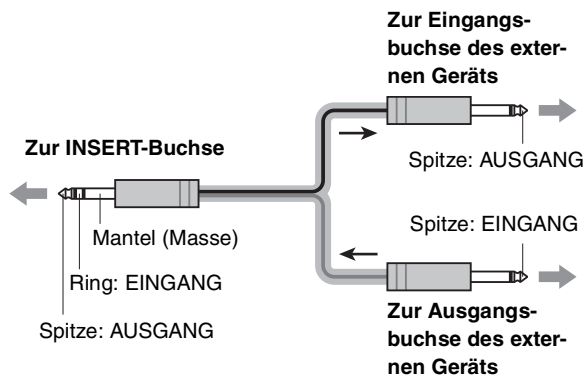 Zur Eingangs-
buchse des exter-
nen Geräts
Zur INSERT-Buchse
Spitze: AUSGANG
Mantel (Masse)
Spitze: EINGANG
Ring: EINGANG
Spitze: AUSGANG
Zur Ausgangs-
buchse des exter-
nen Geräts